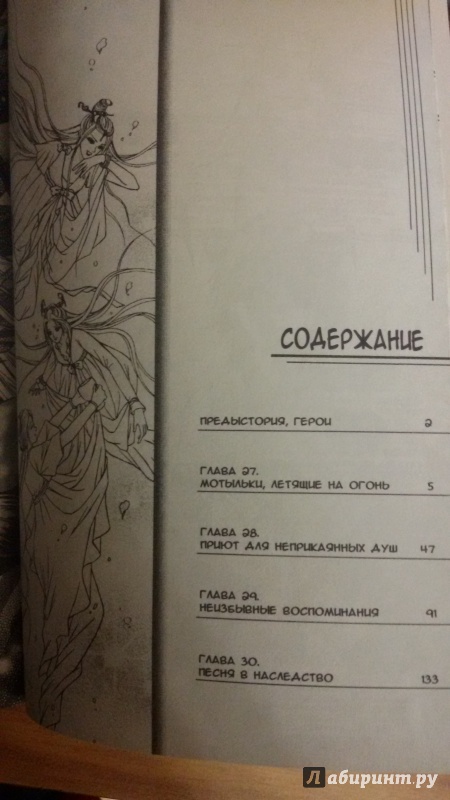 СОДЕРЖАНИЕ
ПРЕДЫСТОРИЯ, ГЕРОИ 2
ГЛАВА 27.
МОТЫЛЬКИ, ЛЕТЯЩИЕ НА ОГОНЬ 5
ГЛАВА 28.
ПРИЮТ ДЛЯ НЕПРИКАЯННЫХ ДУШ 47
ГЛАВА 29.
НЕИЗБЫВНЫЕ ВОСПОМИНАНИЯ 91
ГЛАВА 30.
ПЕСНЯ В НАСЛЕДСТВО 133
Лабиринт.ру